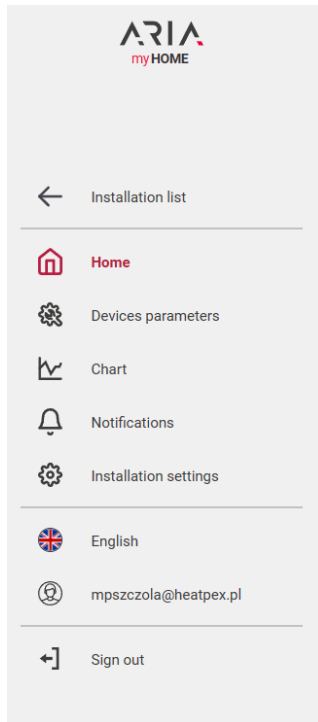 ARIA
myHOME
Installation list
Home
Devices parameters
Chart
Notifications
Installation settings
English
mpszczola@heatpex.pl
Sign out